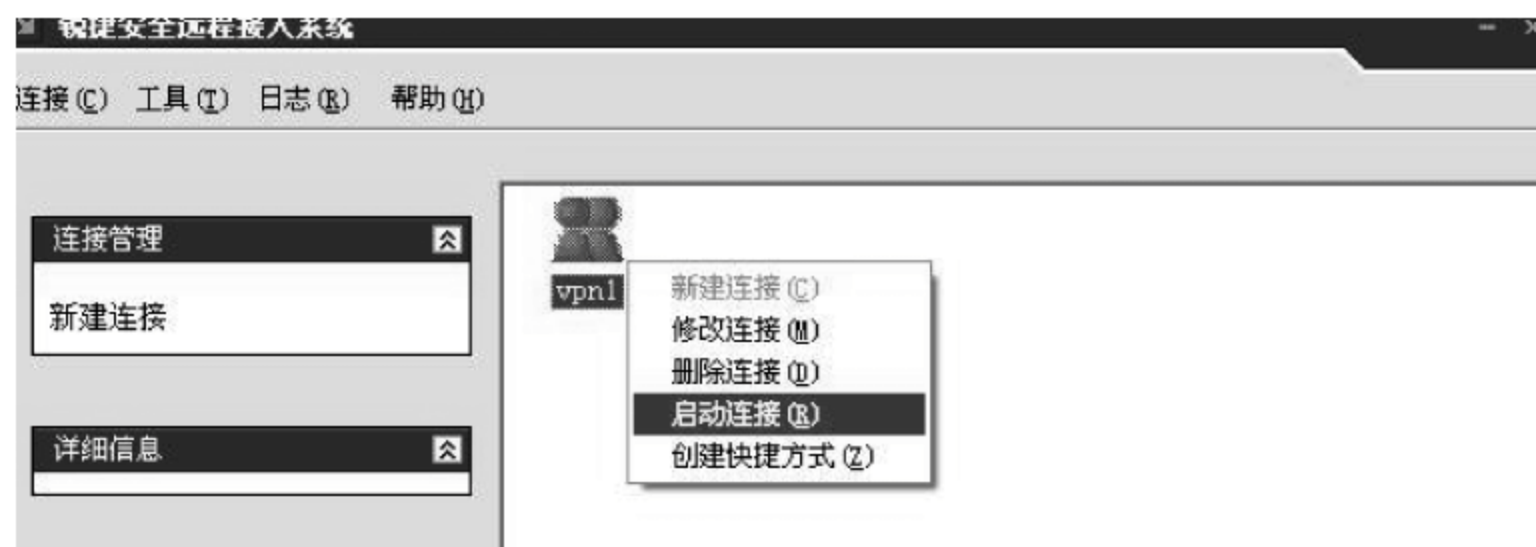 锐捷安全远程接入系统
连接(C) 工具(T) 日志(R) 帮助(H)
连接管理
新建连接
详细信息
vpn1
新建连接(C)
修改连接(M)
删除连接(D)
启动连接(R)
创建快捷方式(Z)